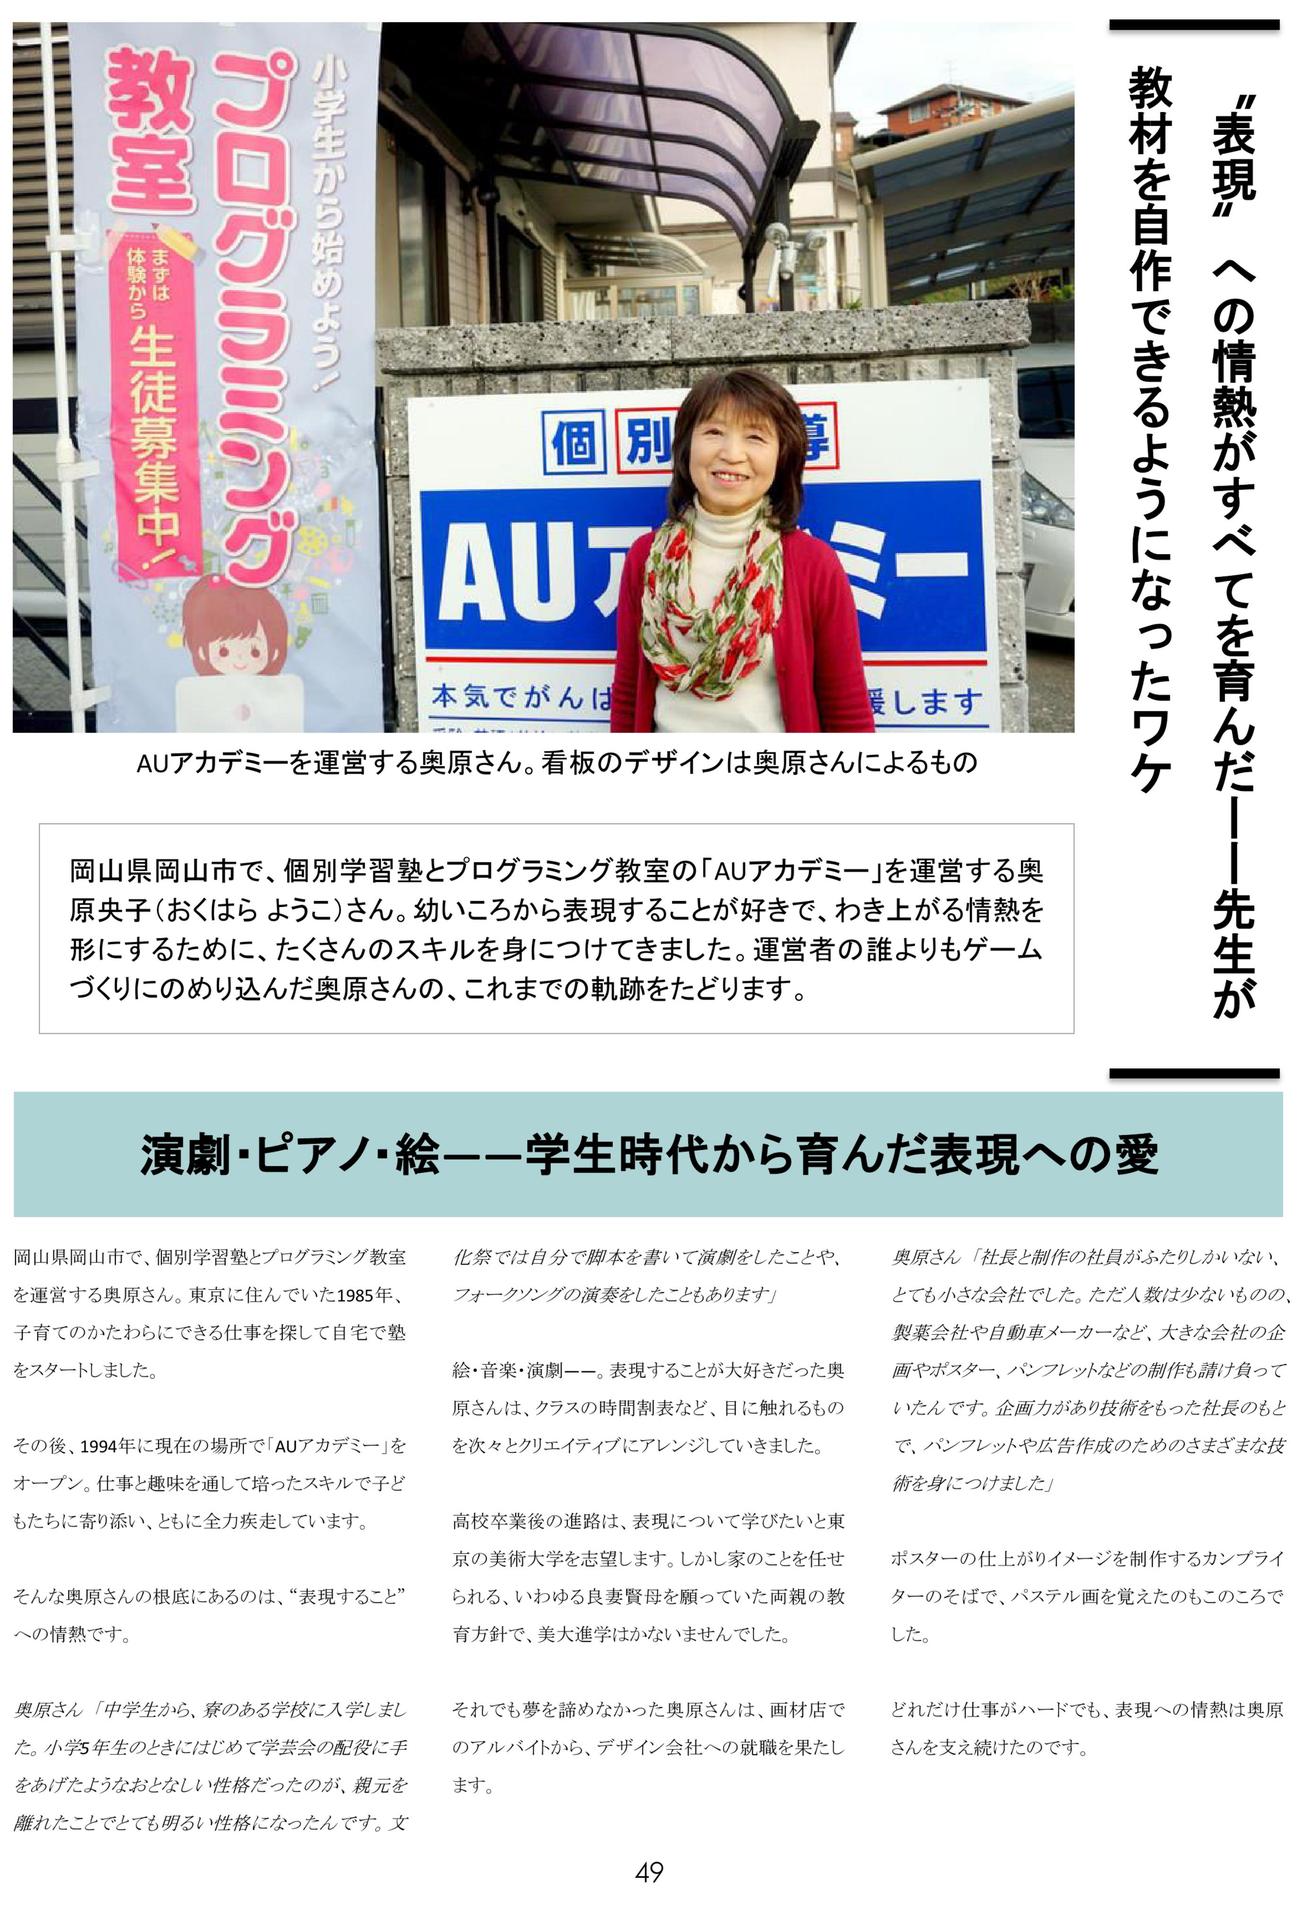 “表現”への情熱がすべてを育んだ――先生が
教材を自作できるようになったワケ
小学生から始めよう！
プログラミング
教室
まずは
体験から
生徒募集中！
個別 導
AUア ミー
本気でがんば 援します
AUアカデミーを運営する奥原さん。看板のデザインは奥原さんによるもの
岡山県岡山市で、個別学習塾とプログラミング教室の「AUアカデミー」を運営する奥
原央子（おくはら ようこ）さん。幼いころから表現することが好きで、わき上がる情熱を
形にするために、たくさんのスキルを身につけてきました。運営者の誰よりもゲーム
づくりにのめり込んだ奥原さんの、これまでの軌跡をたどります。
演劇・ピアノ・絵――学生時代から育んだ表現への愛
岡山県岡山市で、個別学習塾とプログラミング教室
を運営する奥原さん。東京に住んでいた1985年、
子育てのかたわらにできる仕事を探して自宅で塾
をスタートしました。
その後、1994年に現在の場所で「AUアカデミー」を
オープン。仕事と趣味を通して培ったスキルで子ど
もたちに寄り添い、ともに全力疾走しています。
そんな奥原さんの根底にあるのは、“表現すること”
への情熱です。
奥原さん「中学生から、寮のある学校に入学しまし
た。小学5年生のときにはじめて学芸会の配役に手
をあげたようなおとなしい性格だったのが、親元を
離れたことでとても明るい性格になったんです。文
化祭では自分で脚本を書いて演劇をしたことや、
フォークソングの演奏をしたこともあります」
絵・音楽・演劇――。表現することが大好きだった奥
原さんは、クラスの時間割表など、目に触れるもの
を次々とクリエイティブにアレンジしていきました。
高校卒業後の進路は、表現について学びたいと東
京の美術大学を志望します。しかし家のことを任せ
られる、いわゆる良妻賢母を願っていた両親の教
育方針で、美大進学はかないませんでした。
それでも夢を諦めなかった奥原さんは、画材店で
のアルバイトから、デザイン会社への就職を果たし
ます。
奥原さん「社長と制作の社員がふたりしかいない、
とても小さな会社でした。ただ人数は少ないものの、
製薬会社や自動車メーカーなど、大きな会社の企
画やポスター、パンフレットなどの制作も請け負って
いたんです。企画力があり技術をもった社長のもと
で、パンフレットや広告作成のためのさまざまな技
術を身につけました」
ポスターの仕上がりイメージを制作するカンプライ
ターのそばで、パステル画を覚えたのもこのころで
した。
どれだけ仕事がハードでも、表現への情熱は奥原
さんを支え続けたのです。
49